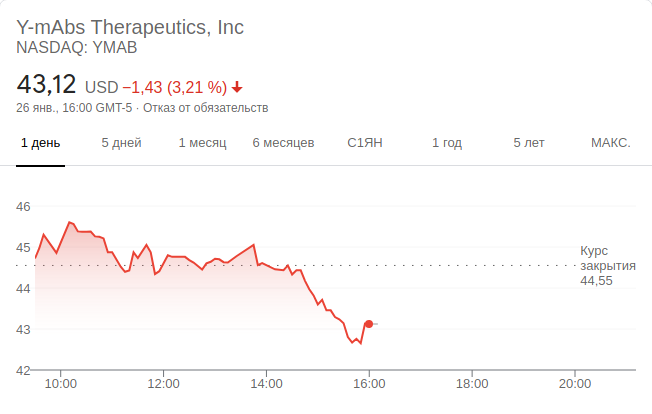 Y-mAbs Therapeutics, Inc
NASDAQ: YMAB
43,12 USD −1,43 (3,21 %)
26 янв., 16:00 GMT-5 · Отказ от обязательств
1 день 5 дней 1 месяц 6 месяцев С1ЯН 1 год 5 лет МАКС.
46
45
44
43
42
Курс
закрытия
44,55
10:00 12:00 14:00 16:00 18:00 20:00